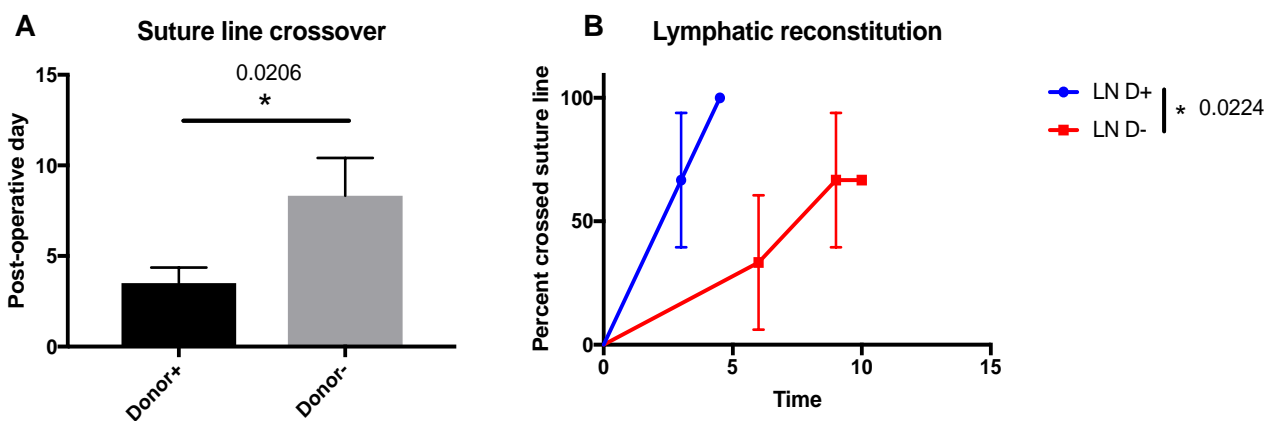 A
Suture line crossover
0.0206
*
Post-operative day
15
10
5
0
Donor+
Donor-
B
Lymphatic reconstitution
Percent crossed suture line
100
50
0
0
5
10
15
Time
LN D+
LN D-
* 0.0224